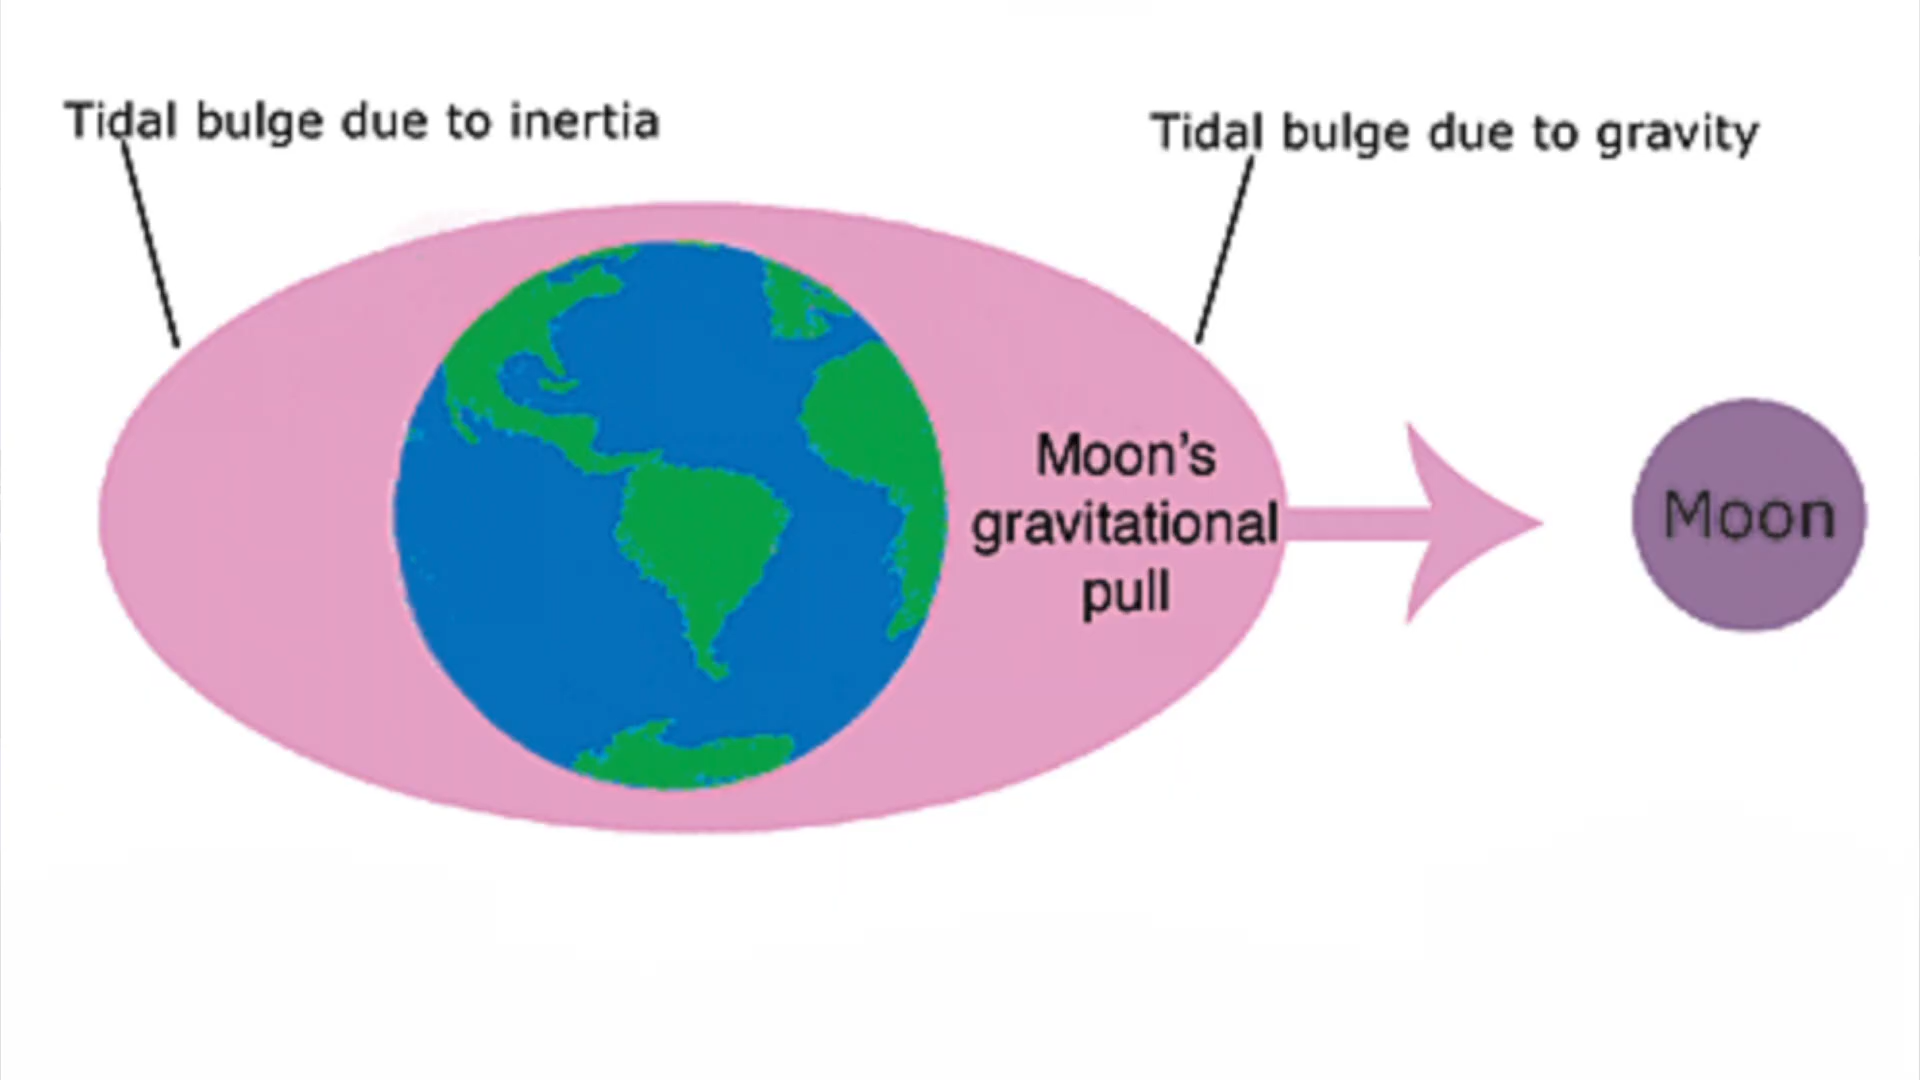 Tidal bulge due to inertia
Tidal bulge due to gravity
Moon's
gravitational
pull
Moon